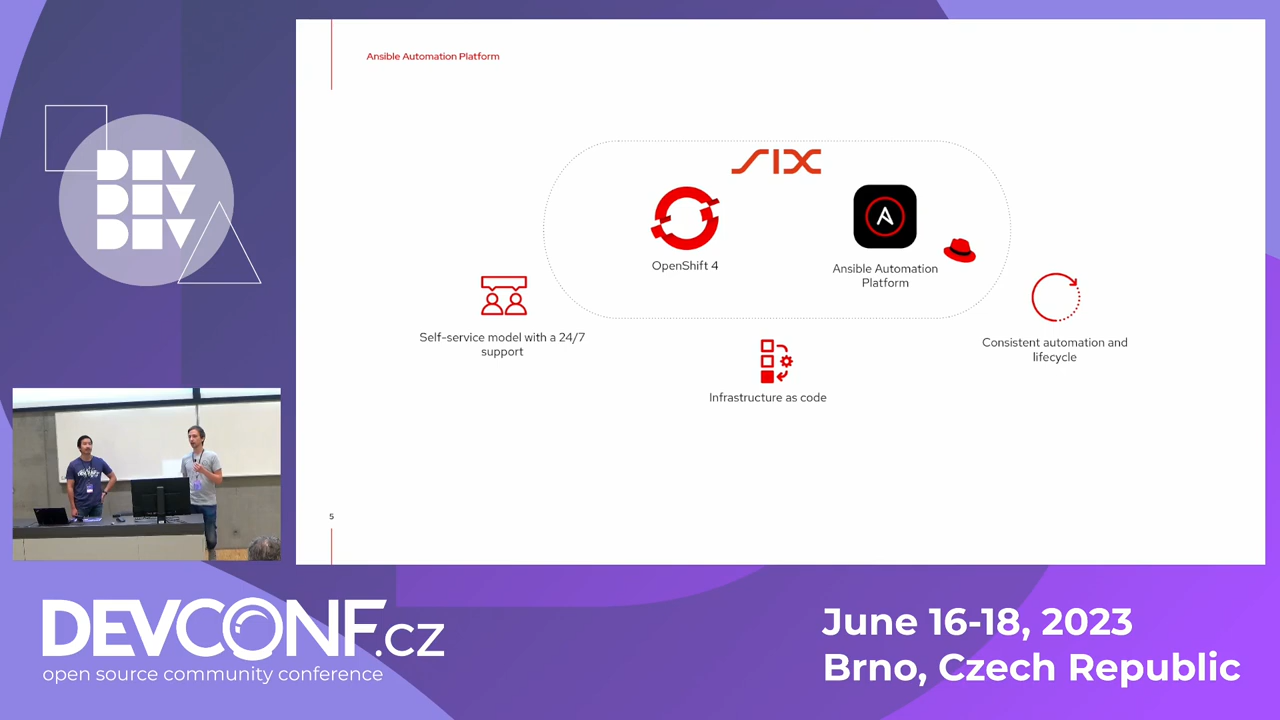 Ansible Automation Platform
SIX
OpenShift 4
Ansible Automation
Platform
Self-service model with a 24/7
support
Infrastructure as code
Consistent automation and
lifecycle
5
DEV
DEV
DEV
DEVCONF.cz
open source community conference
June 16-18, 2023
Brno, Czech Republic